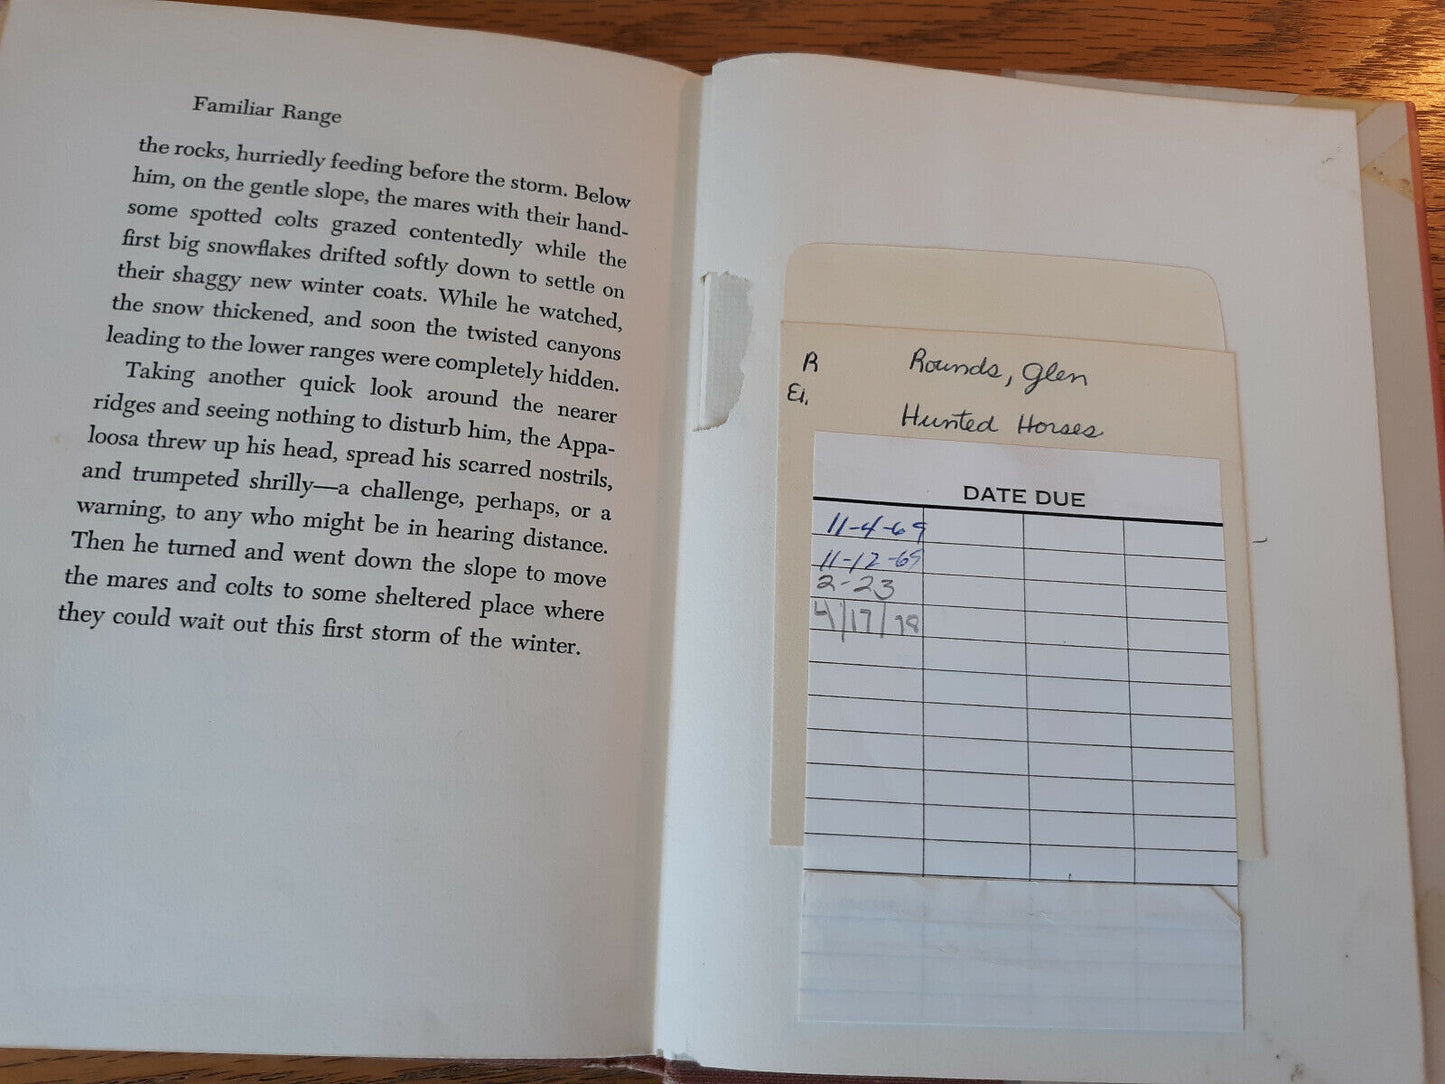 Familiar Range
the rocks, hurriedly feeding before the storm. Below
him, on the gentle slope, the mares with their hand-
some spotted colts grazed contentedly while the
first big snowflakes drifted softly down to settle on
their shaggy new winter coats. While he watched,
the snow thickened, and soon the twisted canyons
leading to the lower ranges were completely hidden.
Taking another quick look around the nearer
ridges and seeing nothing to disturb him, the Appa-
loosa threw up his head, spread his scarred nostrils,
and trumpeted shrilly—a challenge, perhaps, or a
warning, to any who might be in hearing distance.
Then he turned and went down the slope to move
the mares and colts to some sheltered place where
they could wait out this first storm of the winter.
R Rounds, Glen
El.
Hunted Horses
DATE DUE
11-4-69
11-12-69
2-23
4/17/78